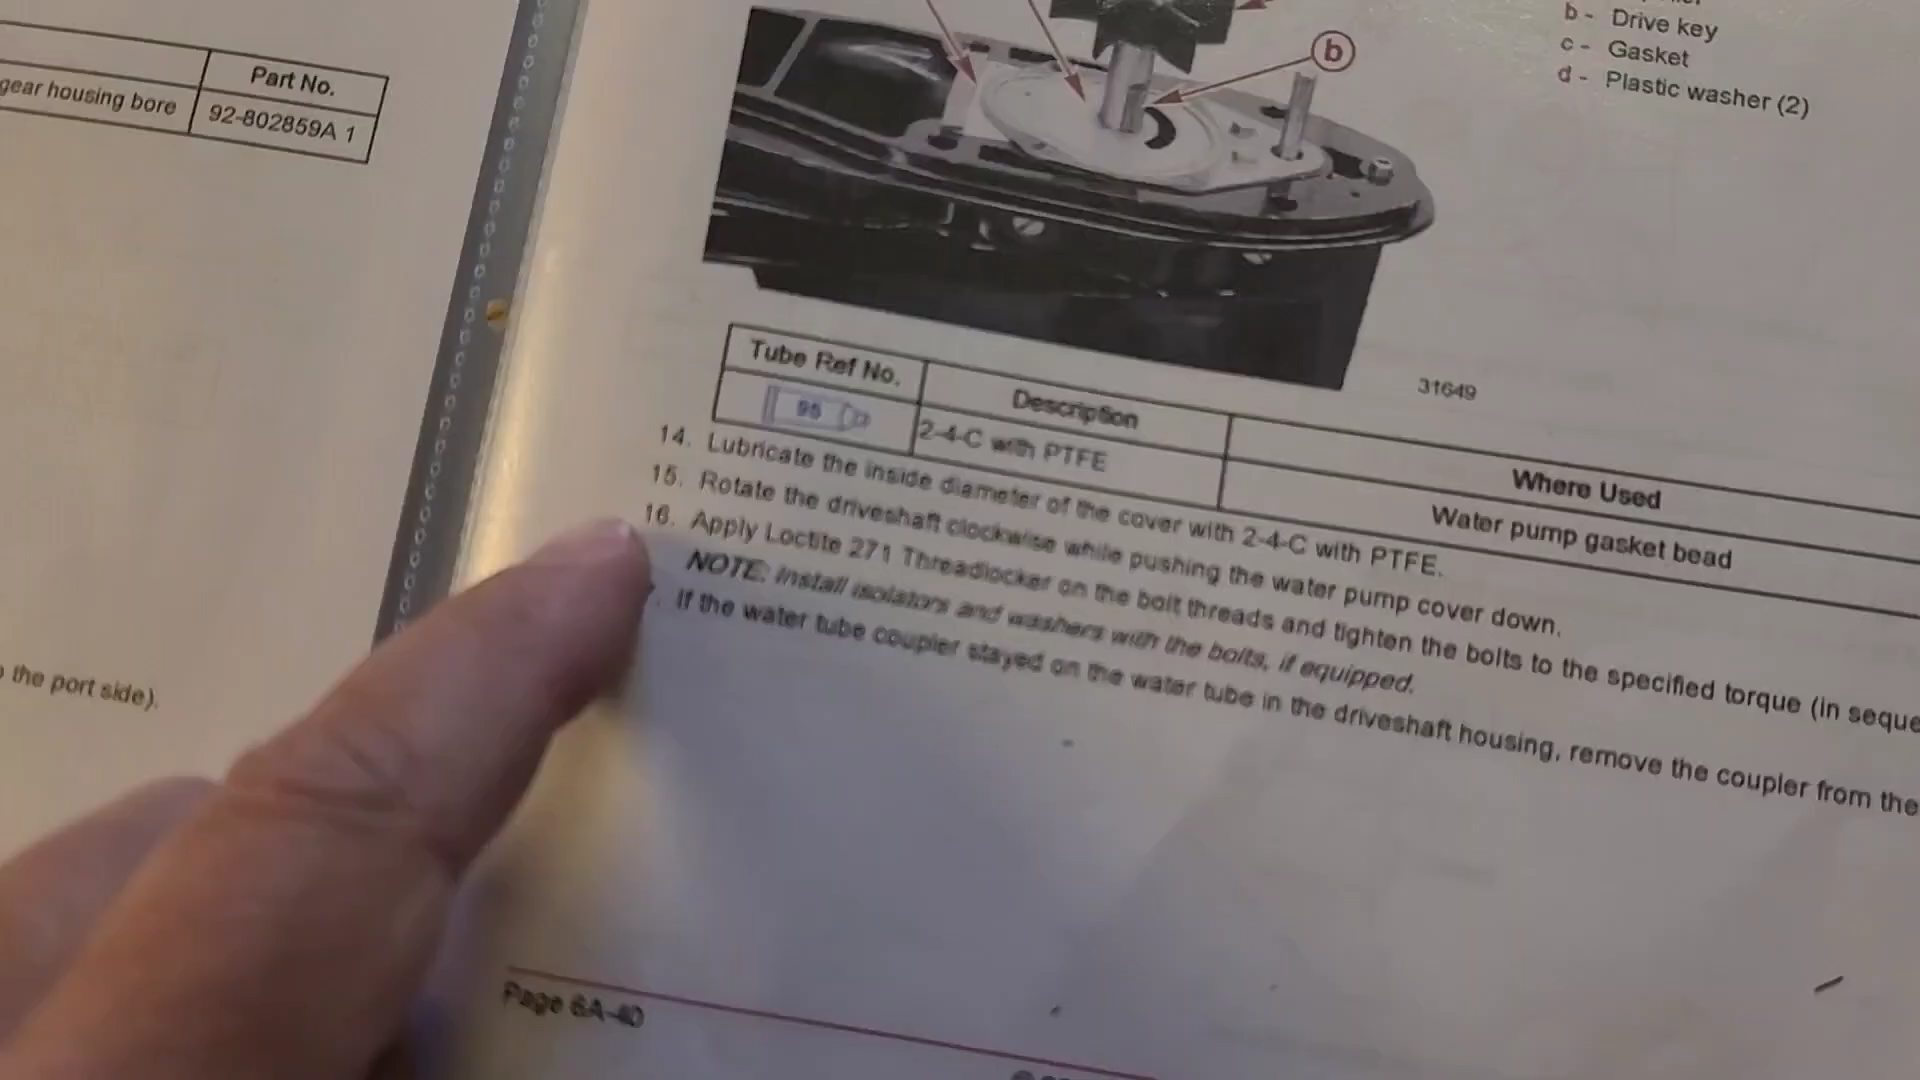 Part No.
gear housing bore
92-802859A 1
the port side).
b
b - Drive key
c - Gasket
d - Plastic washer (2)
31649
Tube Ref No.
Description
Where Used
95
2-4-C with PTFE
Water pump gasket bead
14. Lubricate the inside diameter of the cover with 2-4-C with PTFE.
15. Rotate the driveshaft clockwise while pushing the water pump cover down.
16. Apply Loctite 271 Threadlocker on the bolt threads and tighten the bolts to the specified torque (in seque
NOTE: Install isolators and washers with the bolts, if equipped.
If the water tube coupler stayed on the water tube in the driveshaft housing, remove the coupler from the
Page 6A-40